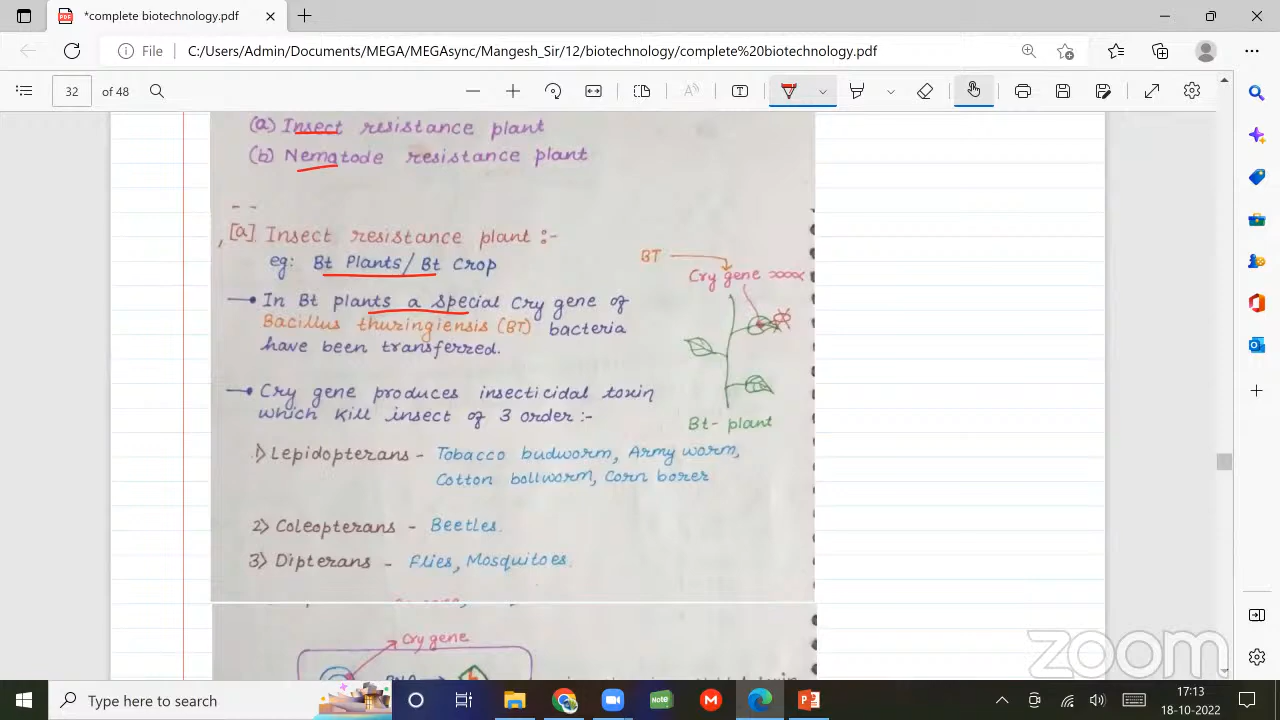 *complete biotechnology.pdf
File
C:/Users/Admin/Documents/MEGA/MEGAsync/Mangesh_Sir/12/biotechnology/complete%20biotechnology.pdf
32 of 48
(a) Insect resistance plant
(b) Nematode resistance plant
[a] Insect resistance plant :-
eg: Bt Plants/ Bt Crop
In Bt plants a special Cry gene of
Bacillus thuringiensis (BT) bacteria
have been transferred.
Cry gene produces insecticidal toxin
which kill insect of 3 order :-
1) Lepidopterans - Tobacco budworm, Army worm,
Cotton bollworm, Corn borer
2) Coleopterans - Beetles.
3) Dipterans - Flies, Mosquitoes.
BT
Cry gene
Bt- plant
Cry gene
zoom
Type here to search
17:13
18-10-2022